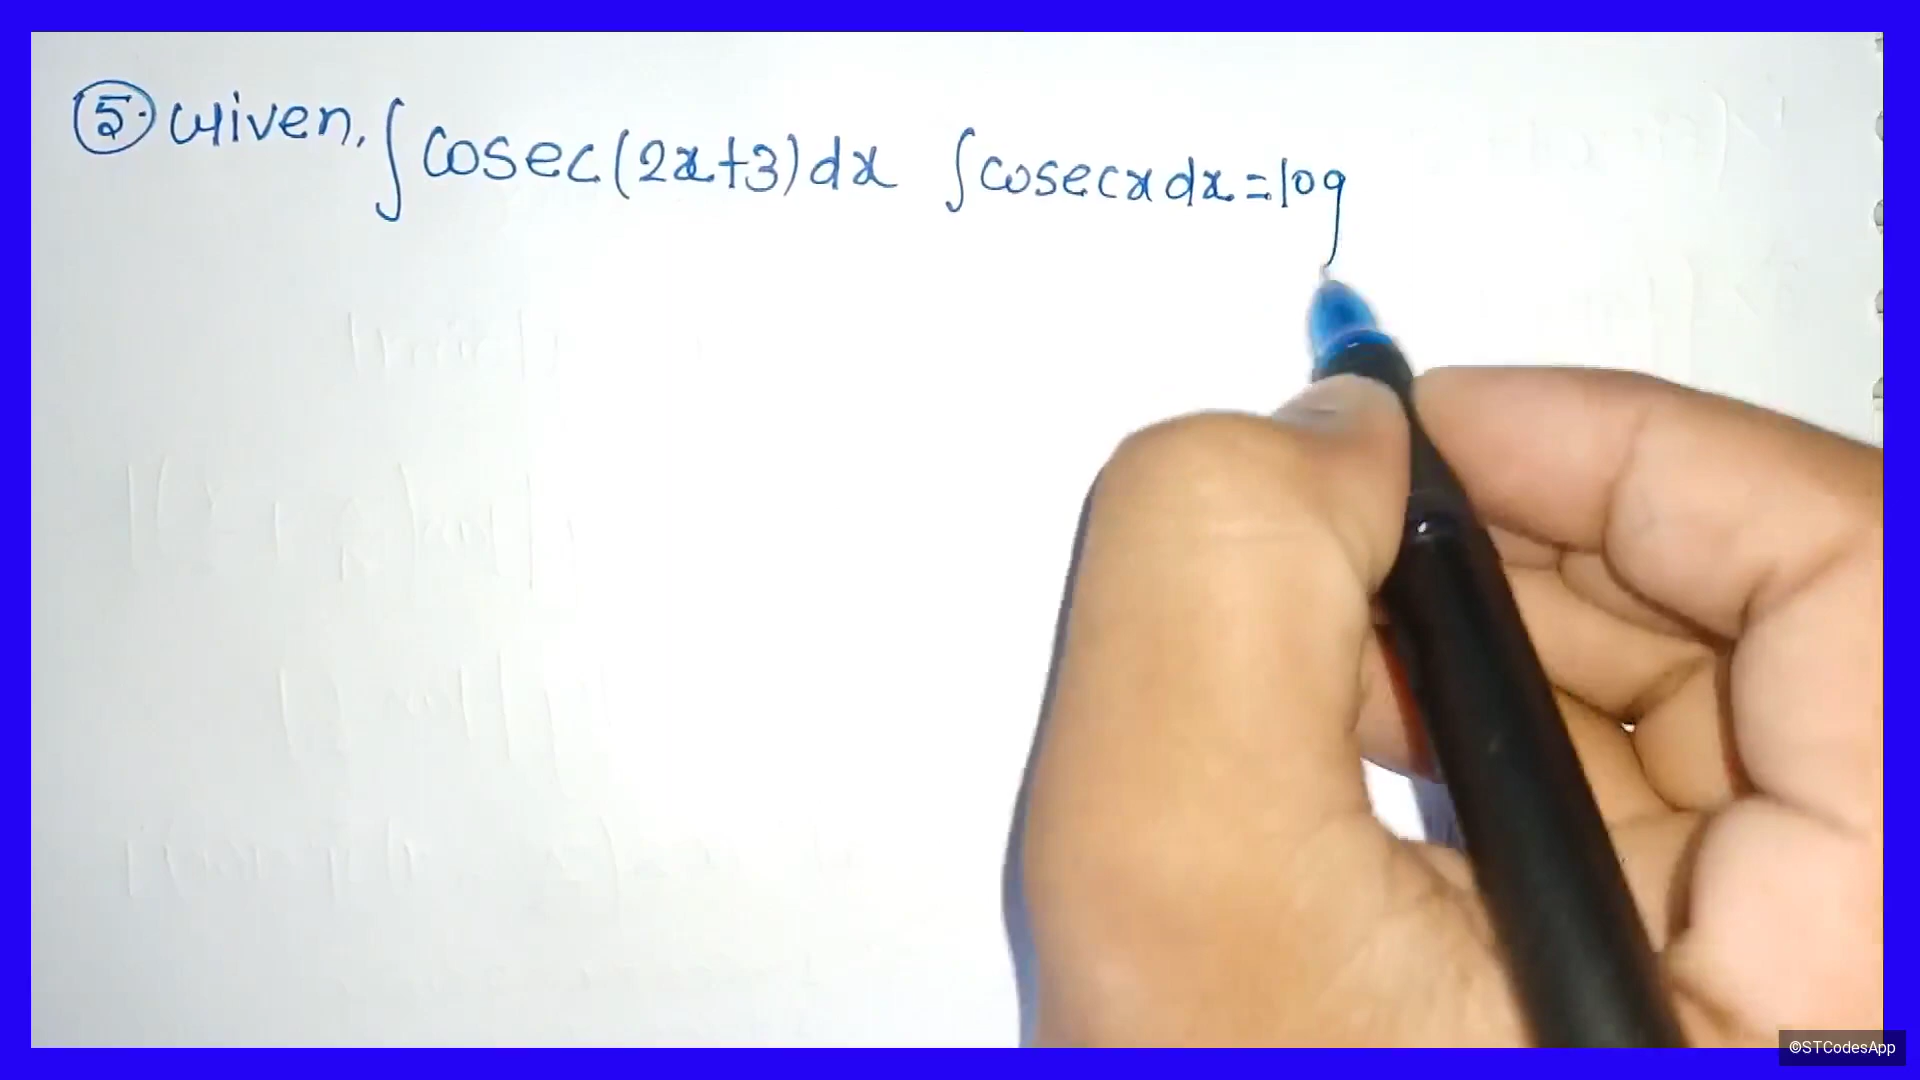 5. Given, ∫ cosec(2x+3)dx ∫cosecx dx = log
©STCodesApp